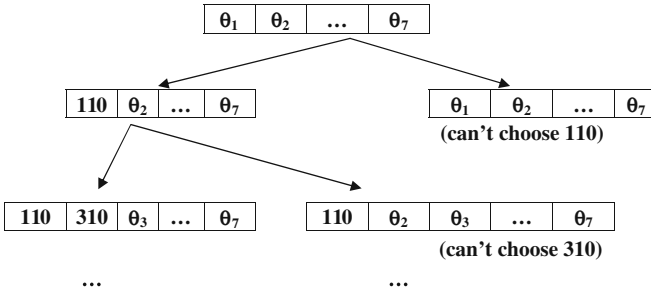 θ₁ θ₂ ... θ₇
110 θ₂ ... θ₇ θ₁ θ₂ ... θ₇
(can't choose 110)
110 310 θ₃ ... θ₇ 110 θ₂ θ₃ ... θ₇
(can't choose 310)
... ...